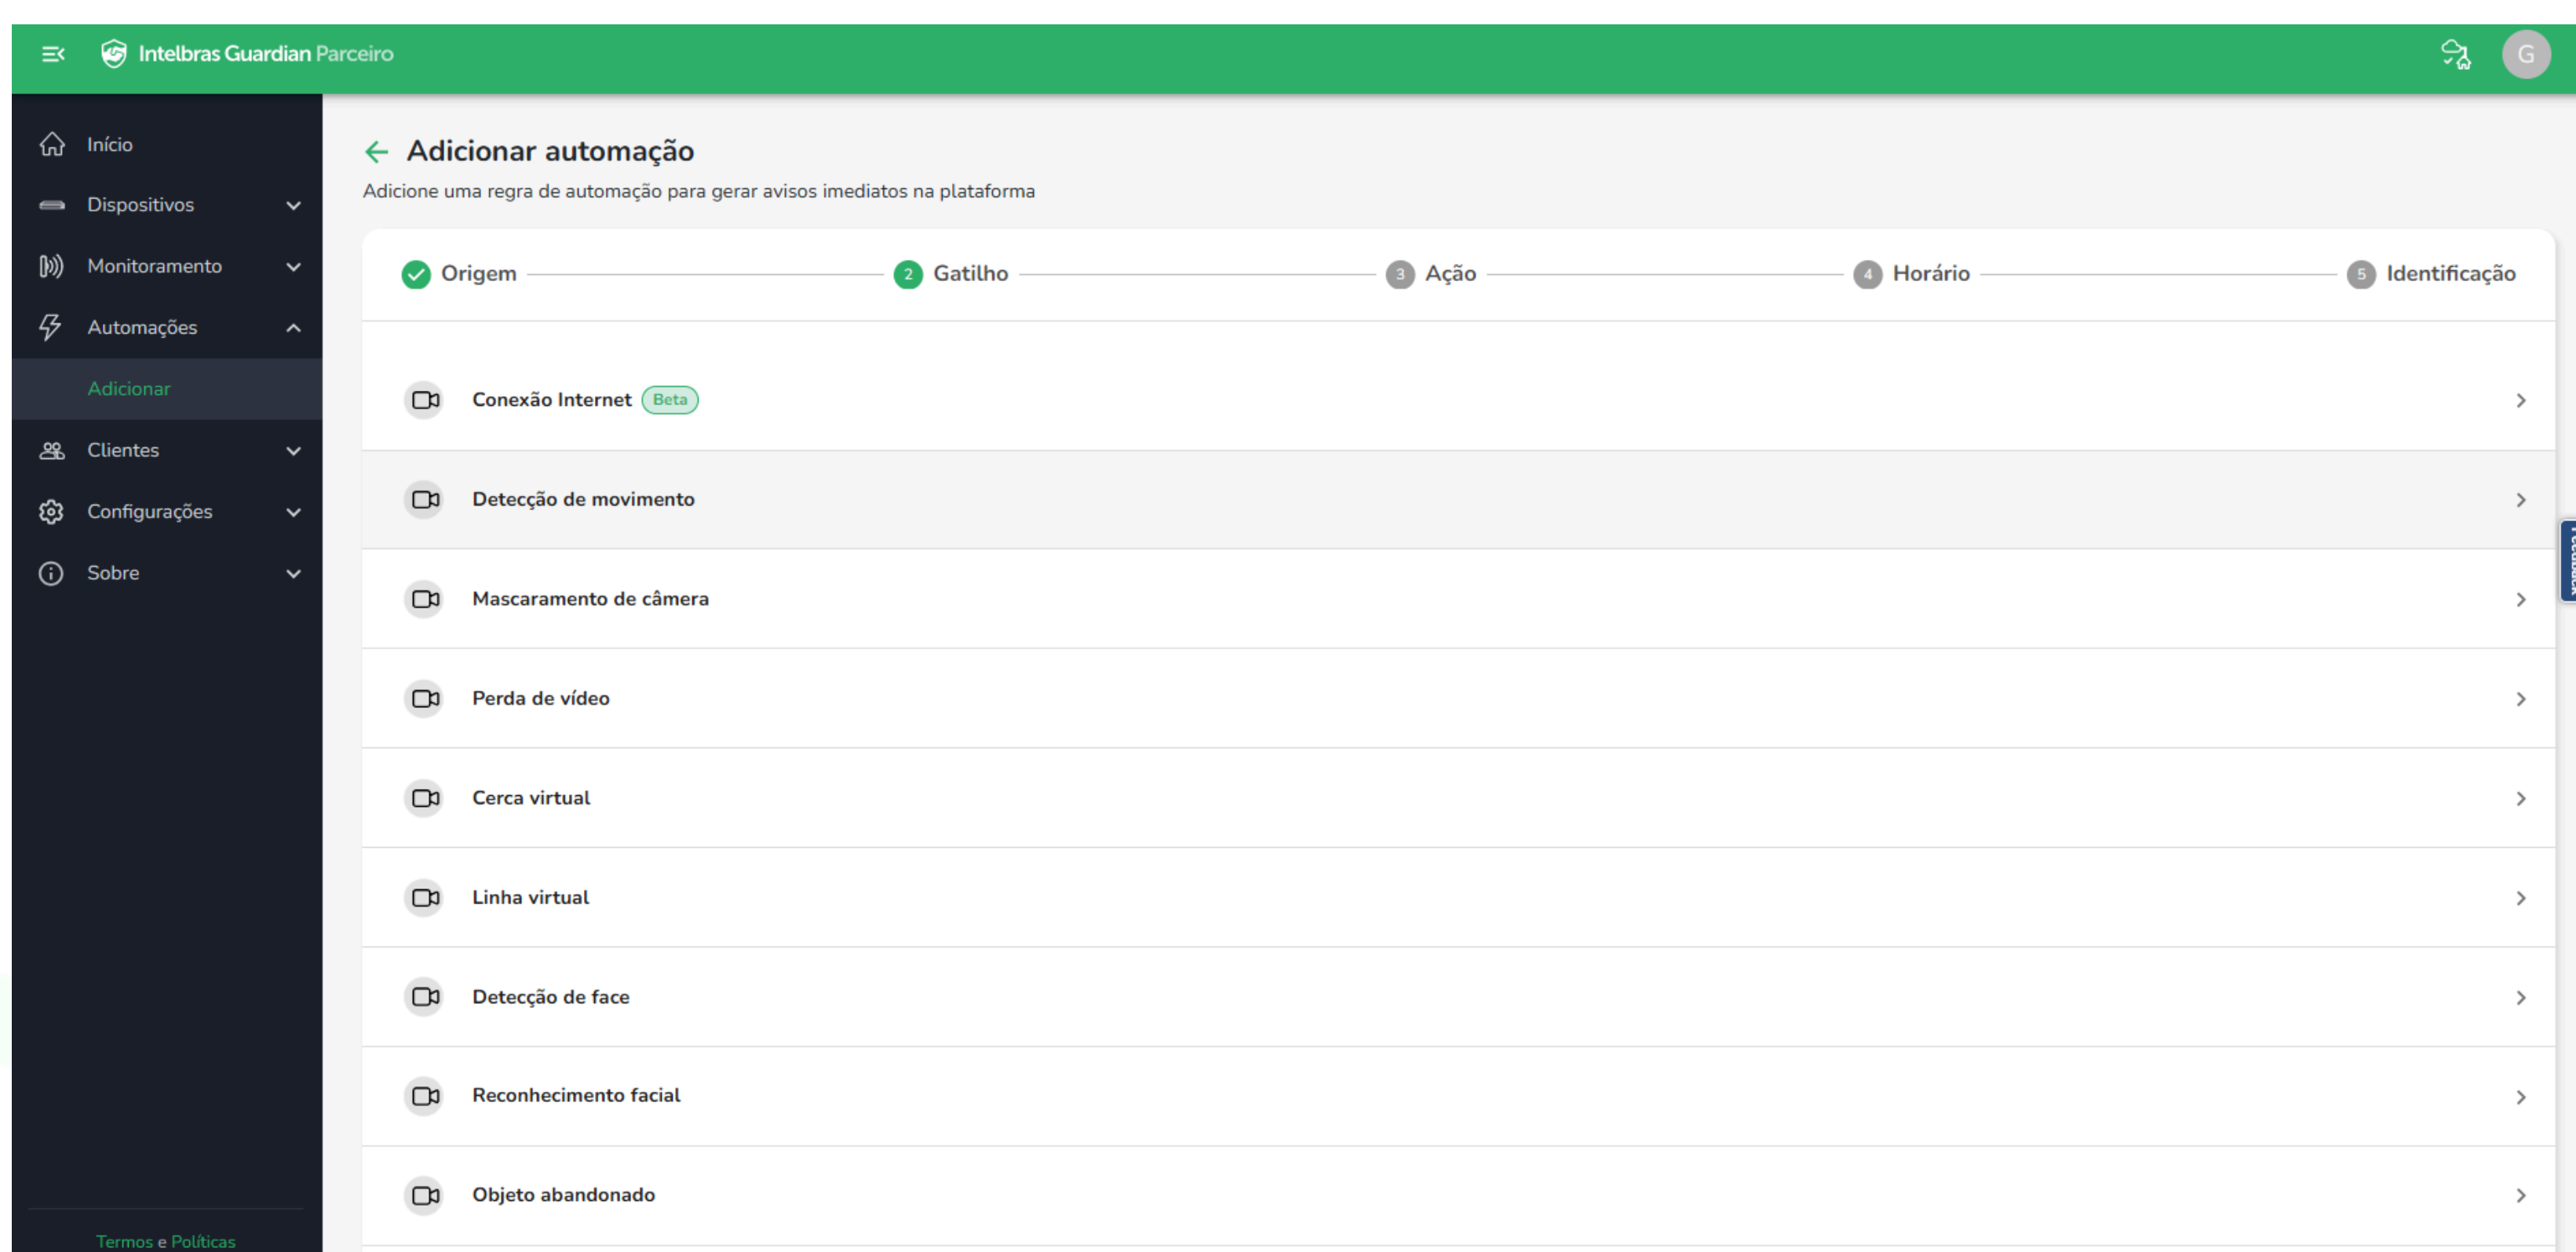 Intelbras Guardian Parceiro
G
Início
Dispositivos
Monitoramento
Automações
Adicionar
Clientes
Configurações
Sobre
Termos e Políticas
Adicionar automação
Adicione uma regra de automação para gerar avisos imediatos na plataforma
Origem 2 Gatilho 3 Ação 4 Horário 5 Identificação
Conexão Internet Beta
Detecção de movimento
Mascaramento de câmera
Perda de vídeo
Cerca virtual
Linha virtual
Detecção de face
Reconhecimento facial
Objeto abandonado